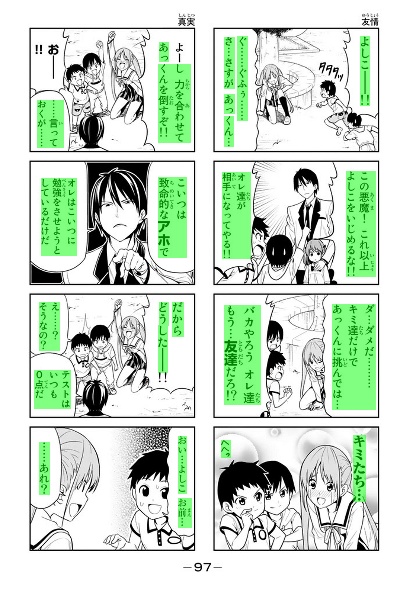 友情
よしこー――!!
ぐ…ぐふぅ……
さ…さすが あっくん…
タタタッ
この悪魔！これ以上
よしこをいじめるな!!
オレ達が
相手になってやる!!
ダ…ダメだ……
キミ達だけで
あっくんに挑んでは…
バカやろう オレ達
もう…友達だろ!?
キミたち…
へへっ
真実
よーし 力を合わせて
あっくんを倒すぞ!!
お―!!
……言って
おくが……
こいつは
致命的なアホで
オレはこいつに
勉強をさせようと
しているだけだ
だから
どうした――!!
え……？
そうなの？
テストは
いつも
0点だ
おい…よしこ
お前…
……あれ？
－97－